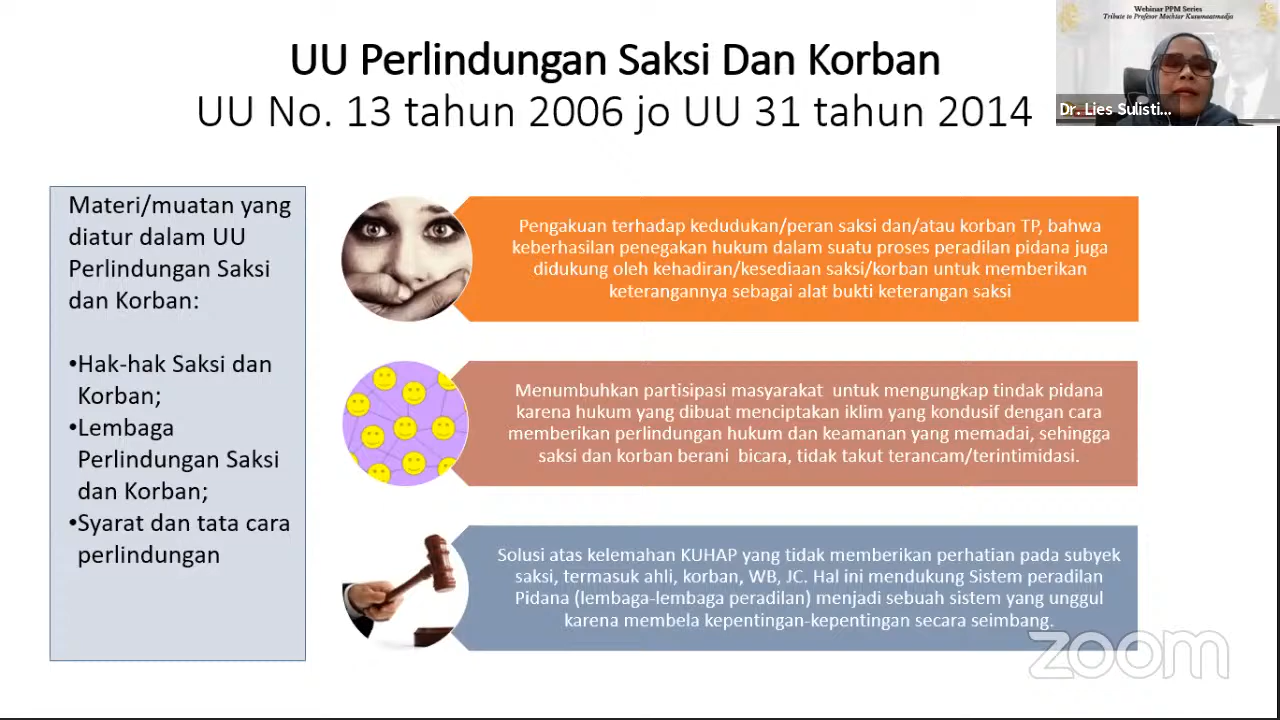 UU Perlindungan Saksi Dan Korban
UU No. 13 tahun 2006 jo UU 31 tahun 2014
Webinar PPM Series
Tribute to Profesor Mochtar Kusumaatmadja
Dr. Lies Sulisti...
Materi/muatan yang
diatur dalam UU
Perlindungan Saksi
dan Korban:
•Hak-hak Saksi dan
Korban;
•Lembaga
Perlindungan Saksi
dan Korban;
•Syarat dan tata cara
perlindungan
Pengakuan terhadap kedudukan/peran saksi dan/atau korban TP, bahwa
keberhasilan penegakan hukum dalam suatu proses peradilan pidana juga
didukung oleh kehadiran/kesediaan saksi/korban untuk memberikan
keterangannya sebagai alat bukti keterangan saksi
Menumbuhkan partisipasi masyarakat  untuk mengungkap tindak pidana
karena hukum yang dibuat menciptakan iklim yang kondusif dengan cara
memberikan perlindungan hukum dan keamanan yang memadai, sehingga
saksi dan korban berani  bicara, tidak takut terancam/terintimidasi.
Solusi atas kelemahan KUHAP yang tidak memberikan perhatian pada subyek
saksi, termasuk ahli, korban, WB, JC. Hal ini mendukung Sistem peradilan
Pidana (lembaga-lembaga peradilan) menjadi sebuah sistem yang unggul
karena membela kepentingan-kepentingan secara seimbang.
zoom